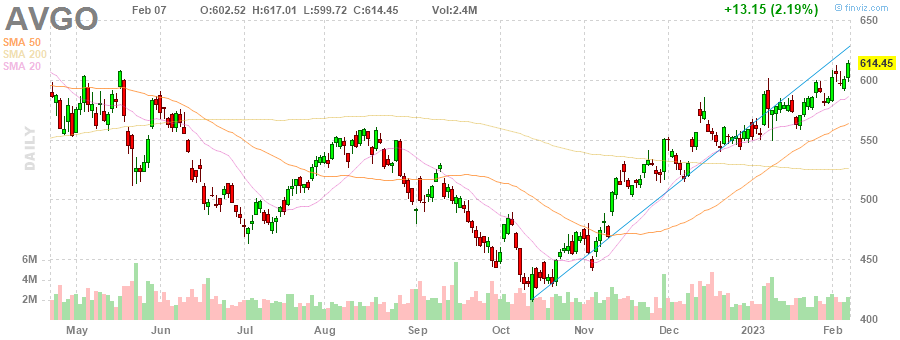 AVGO Feb 07 O:602.52 H:617.01 L:599.72 C:614.45 Vol:2.4M +13.15 (2.19%) finviz.com
SMA 50
SMA 200
SMA 20
DAILY
650
614.45
600
550
500
450
400
6M
4M
2M
May Jun Jul Aug Sep Oct Nov Dec 2023 Feb